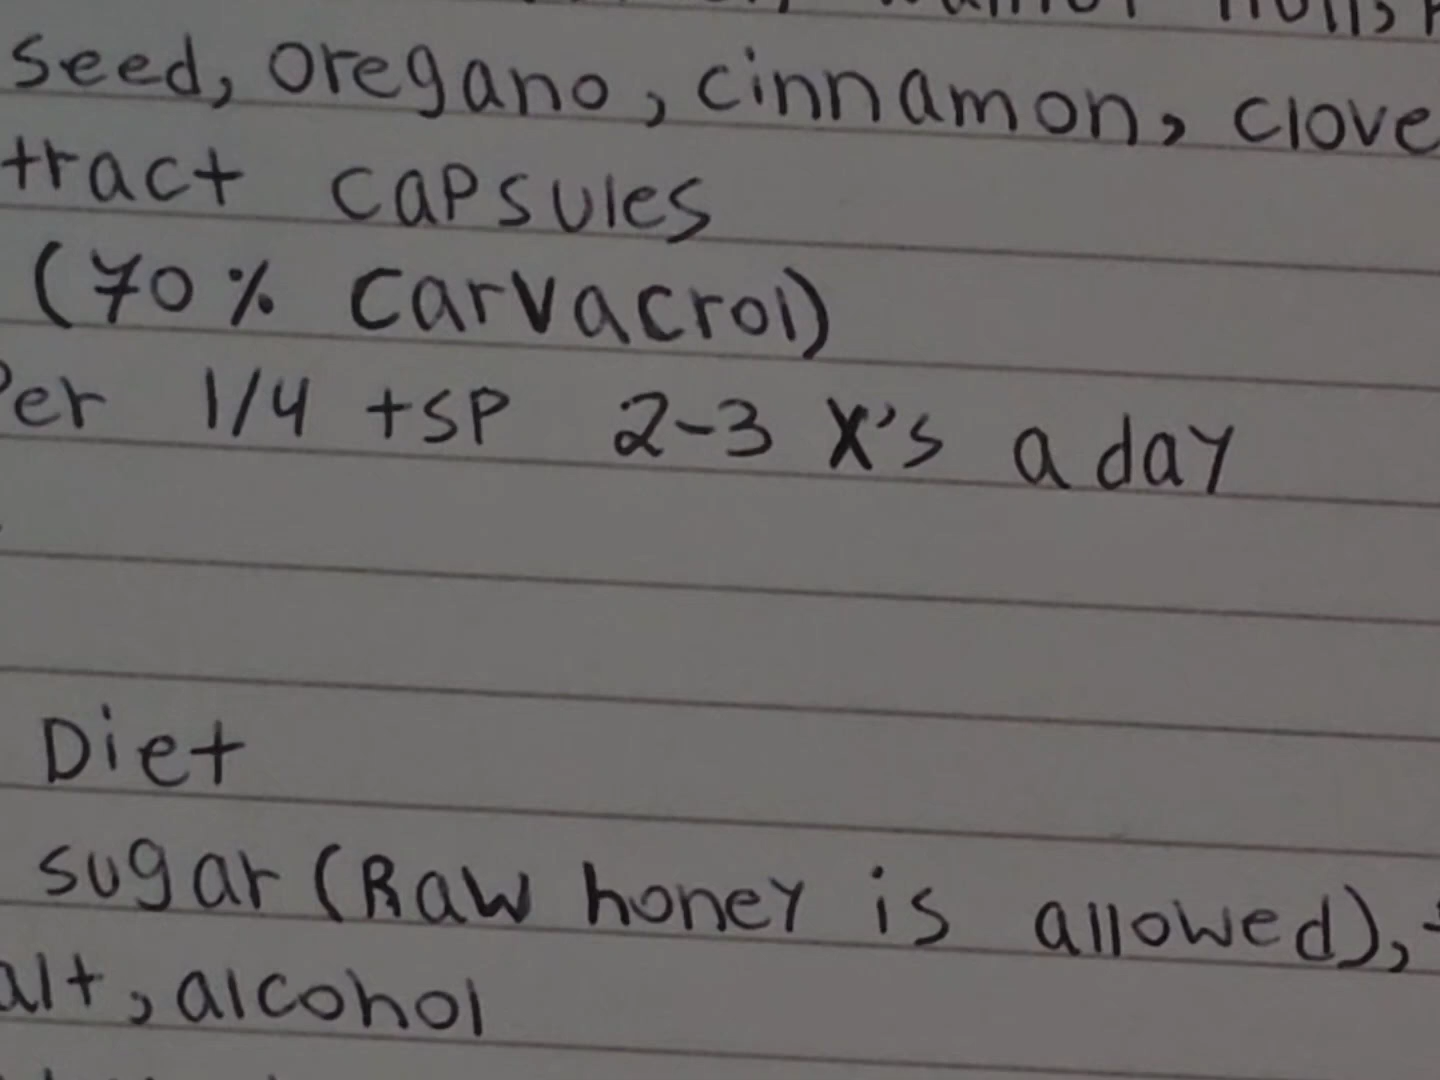 seed, oregano, cinnamon, clove
tract capsules
(70% Carvacrol)
Per 1/4 tsp 2-3 X's a day
Diet
sugar (Raw honey is allowed),
alt, alcohol